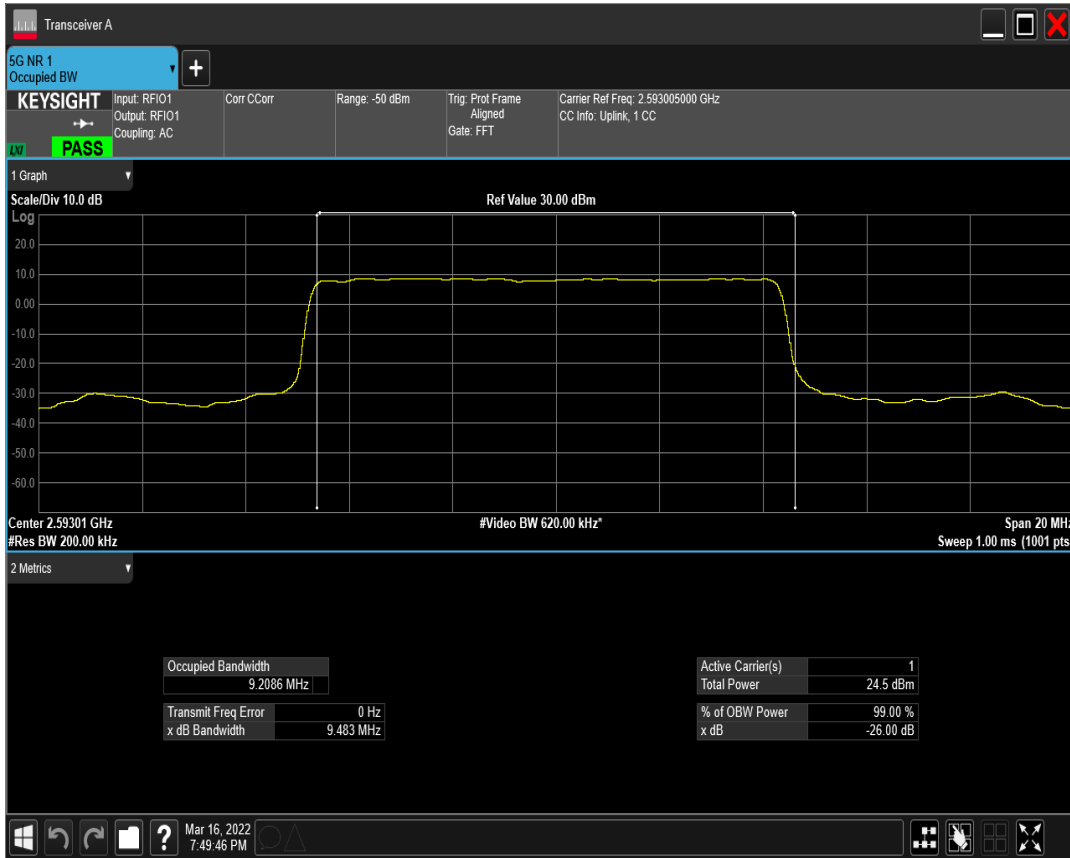 Transceiver A
5G NR 1
Occupied BW
+
KEYSIGHT
LXI
PASS
Input: RFIO1
Output: RFIO1
Coupling: AC
Corr CCorr
Range: -50 dBm
Trig: Prot Frame
Aligned
Gate: FFT
Carrier Ref Freq: 2.593005000 GHz
CC Info: Uplink, 1 CC
1 Graph
Scale/Div 10.0 dB
Ref Value 30.00 dBm
Log
20.0
10.0
0.00
-10.0
-20.0
-30.0
-40.0
-50.0
-60.0
Center 2.59301 GHz
#Video BW 620.00 kHz*
Span 20 MHz
#Res BW 200.00 kHz
Sweep 1.00 ms (1001 pts
2 Metrics
Occupied Bandwidth
9.2086 MHz
Transmit Freq Error 0 Hz
x dB Bandwidth 9.483 MHz
Active Carrier(s) 1
Total Power 24.5 dBm
% of OBW Power 99.00 %
x dB -26.00 dB
?
Mar 16, 2022
7:49:46 PM